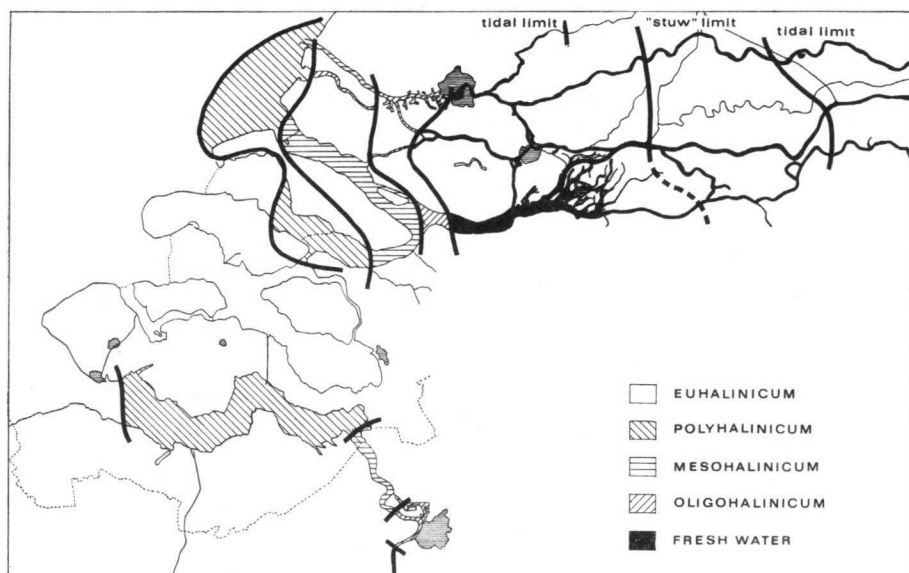 tidal limit "stuw" limit tidal limit
EUHALINICUM
POLYHALINICUM
MESOHALINICUM
OLIGOHALINICUM
FRESH WATER